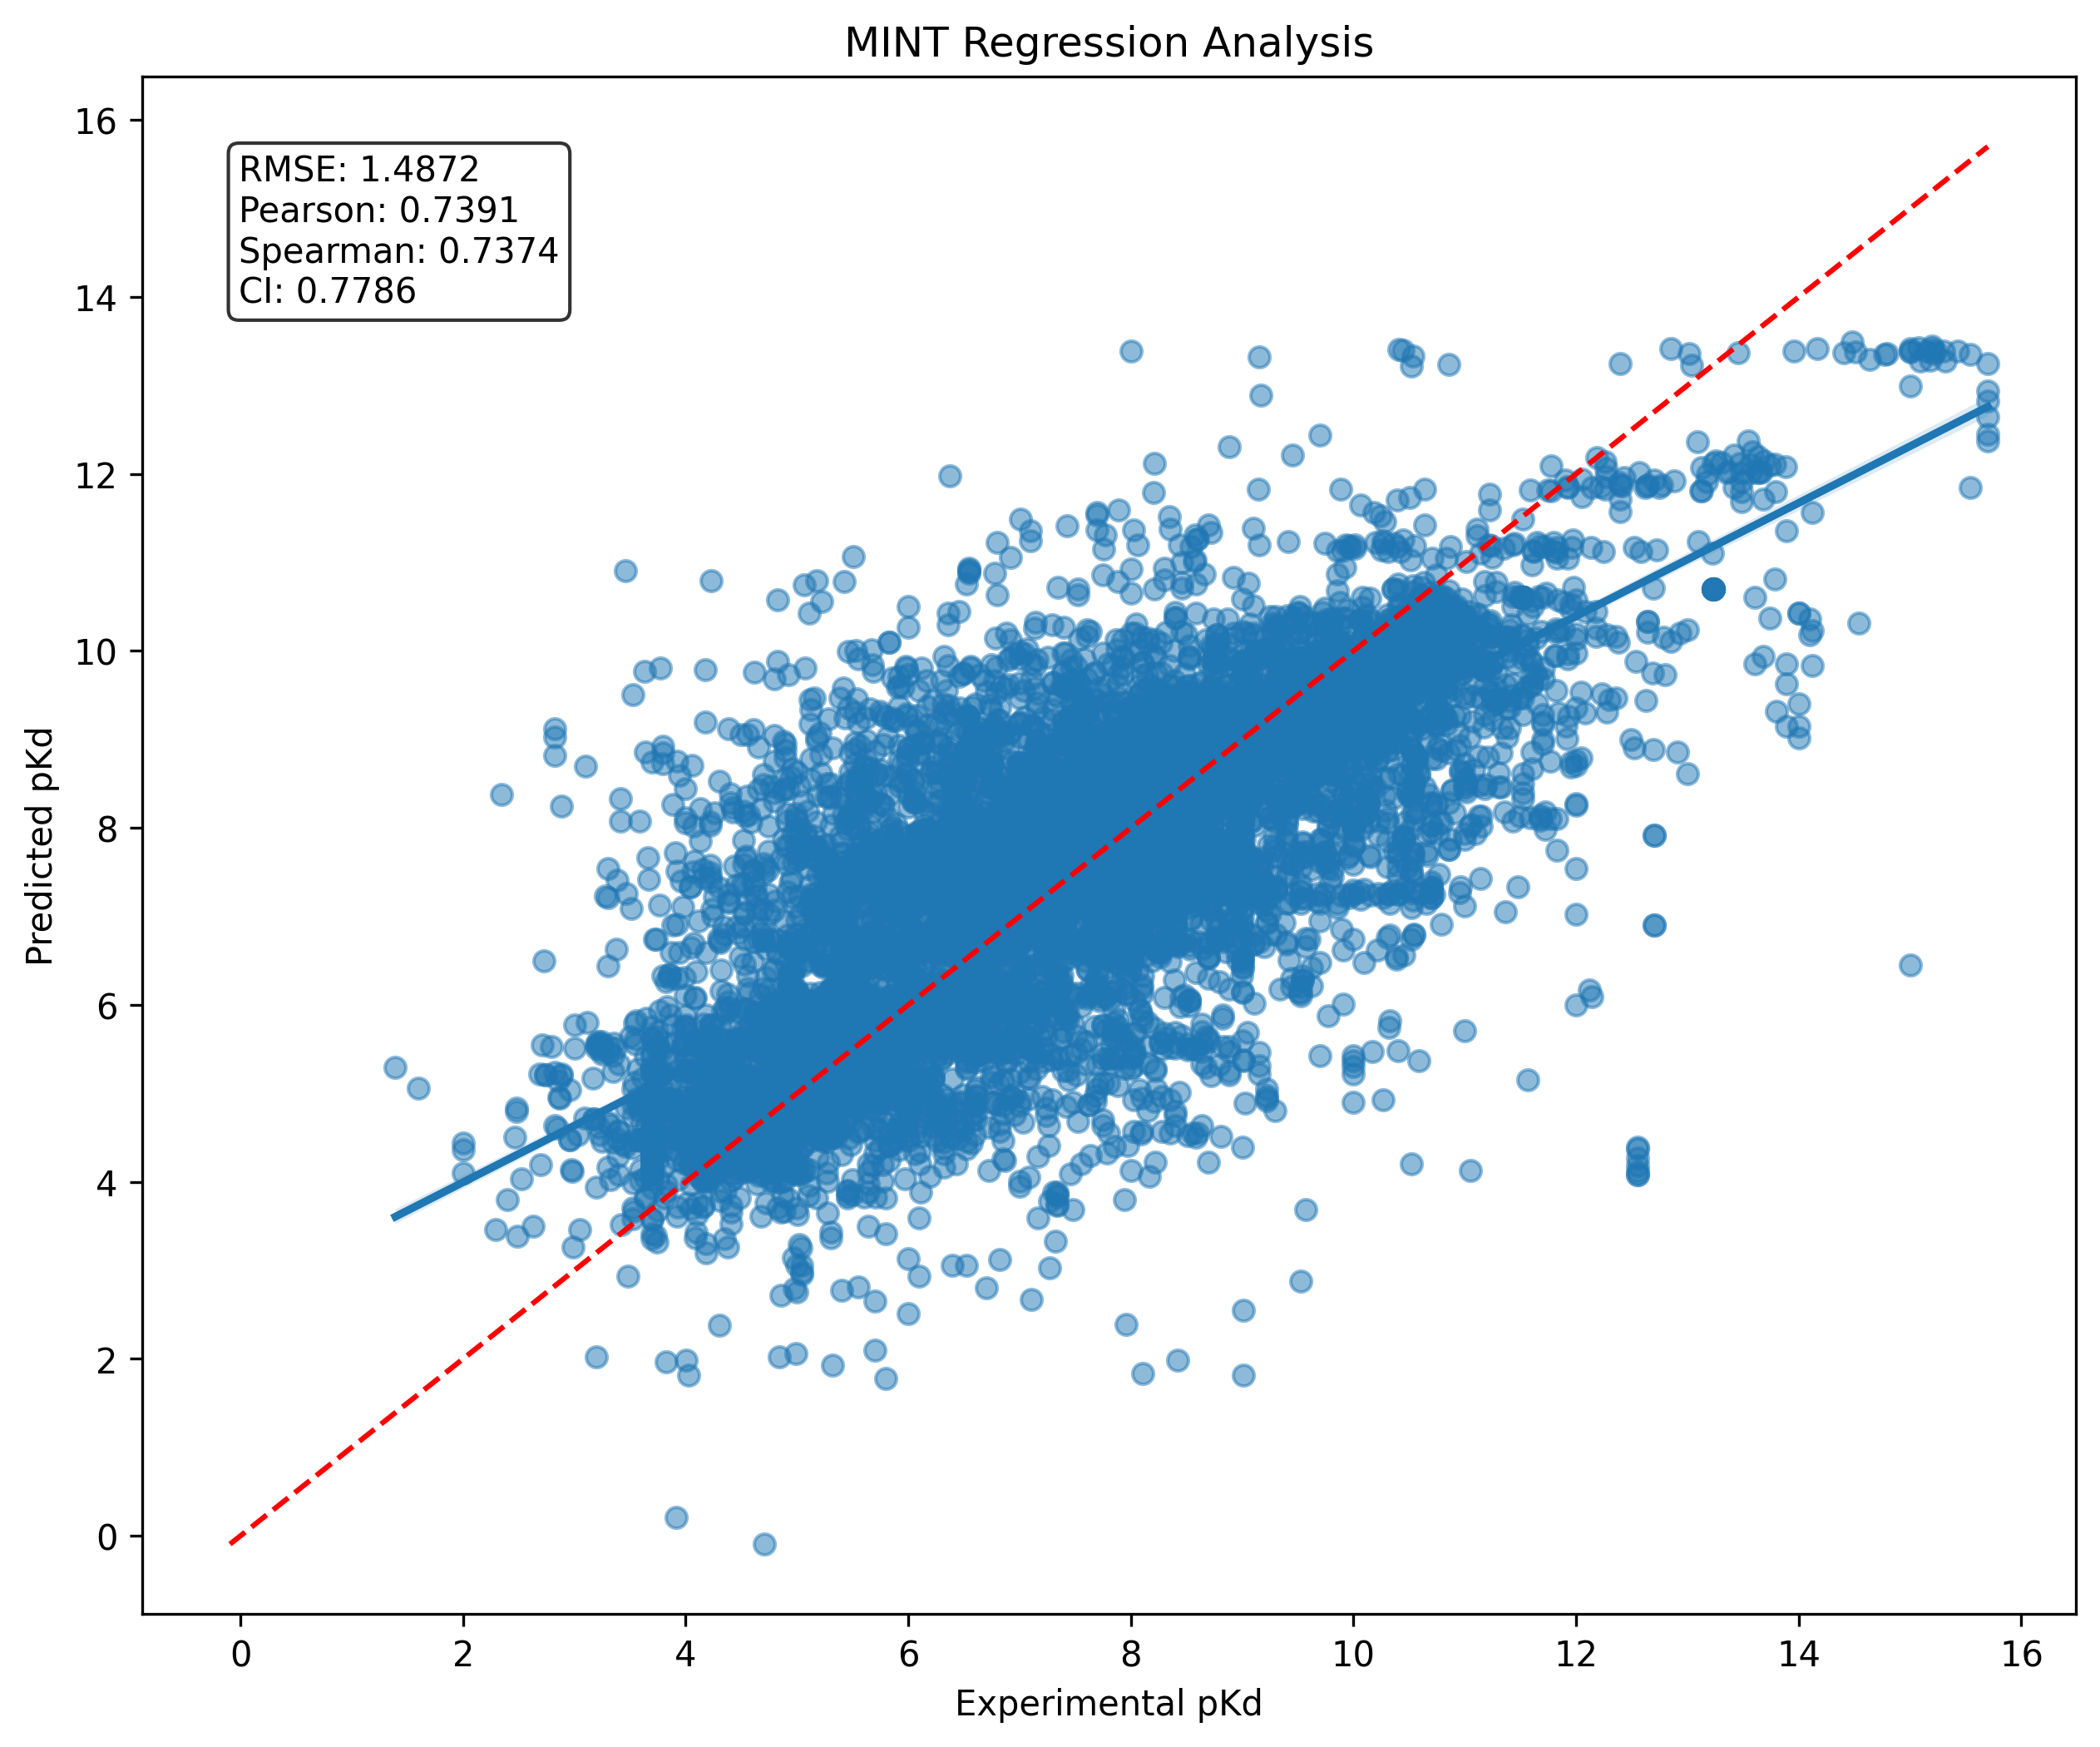 MINT Regression Analysis
RMSE: 1.4872
Pearson: 0.7391
Spearman: 0.7374
CI: 0.7786
16
14
12
10
8
6
4
2
0
Predicted pKd
0 2 4 6 8 10 12 14 16
Experimental pKd